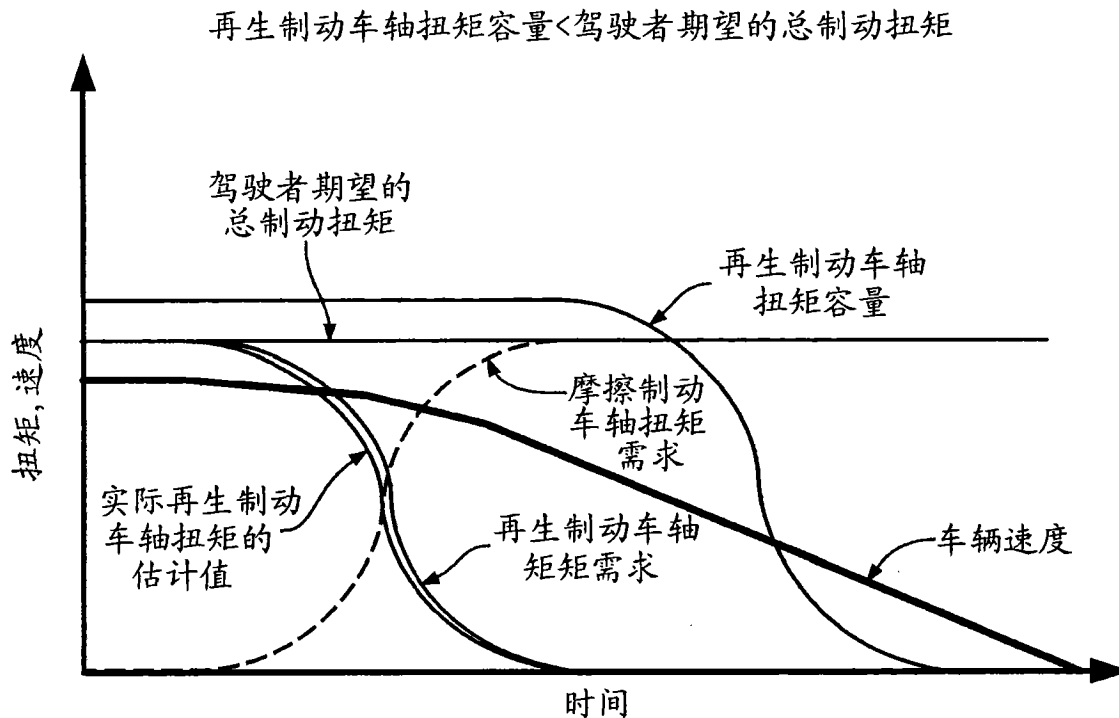 再生制动车轴扭矩容量<驾驶者期望的总制动扭矩
驾驶者期望的
总制动扭矩
再生制动车轴
扭矩容量
扭矩,速度
摩擦制动
车轴扭矩
需求
实际再生制动
车轴扭矩的
估计值
再生制动车轴
矩矩需求
车辆速度
时间